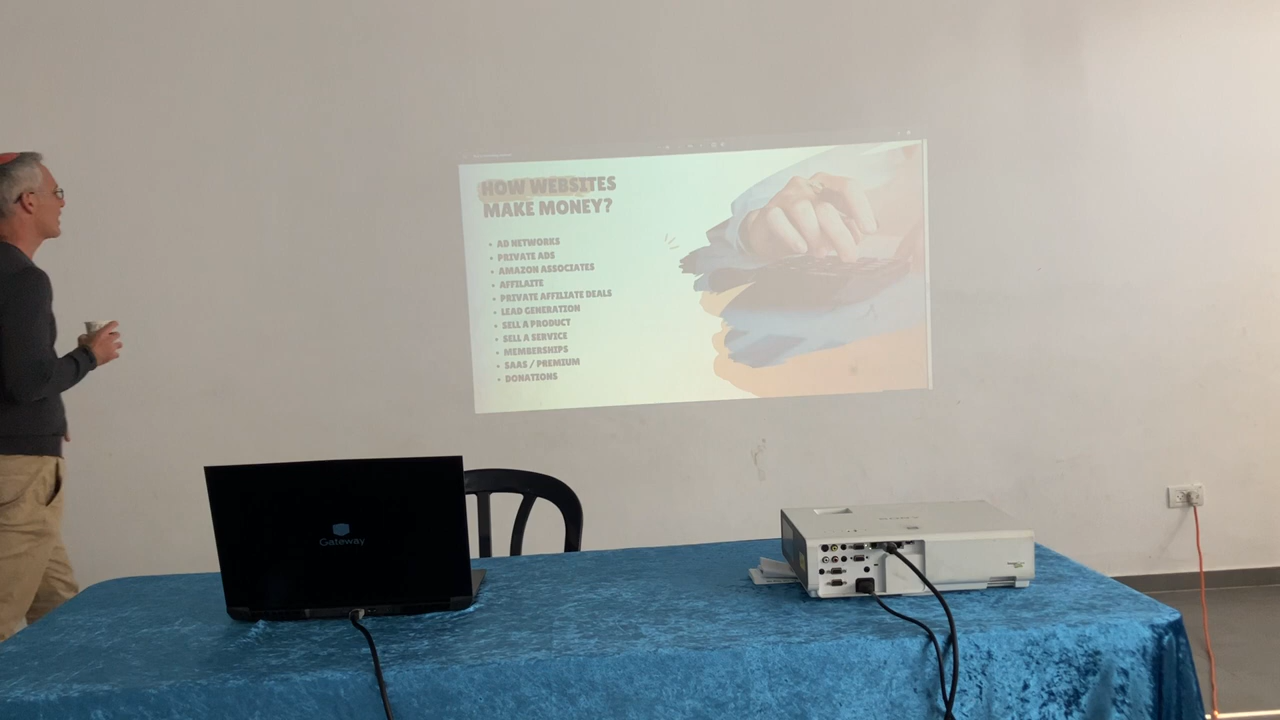 HOW WEBSITES
MAKE MONEY?
• AD NETWORKS
• PRIVATE ADS
• AMAZON ASSOCIATES
• AFFILAITE
• PRIVATE AFFILIATE DEALS
• LEAD GENERATION
• SELL A PRODUCT
• SELL A SERVICE
• MEMBERSHIPS
• SAAS / PREMIUM
• DONATIONS
Gateway
SONY